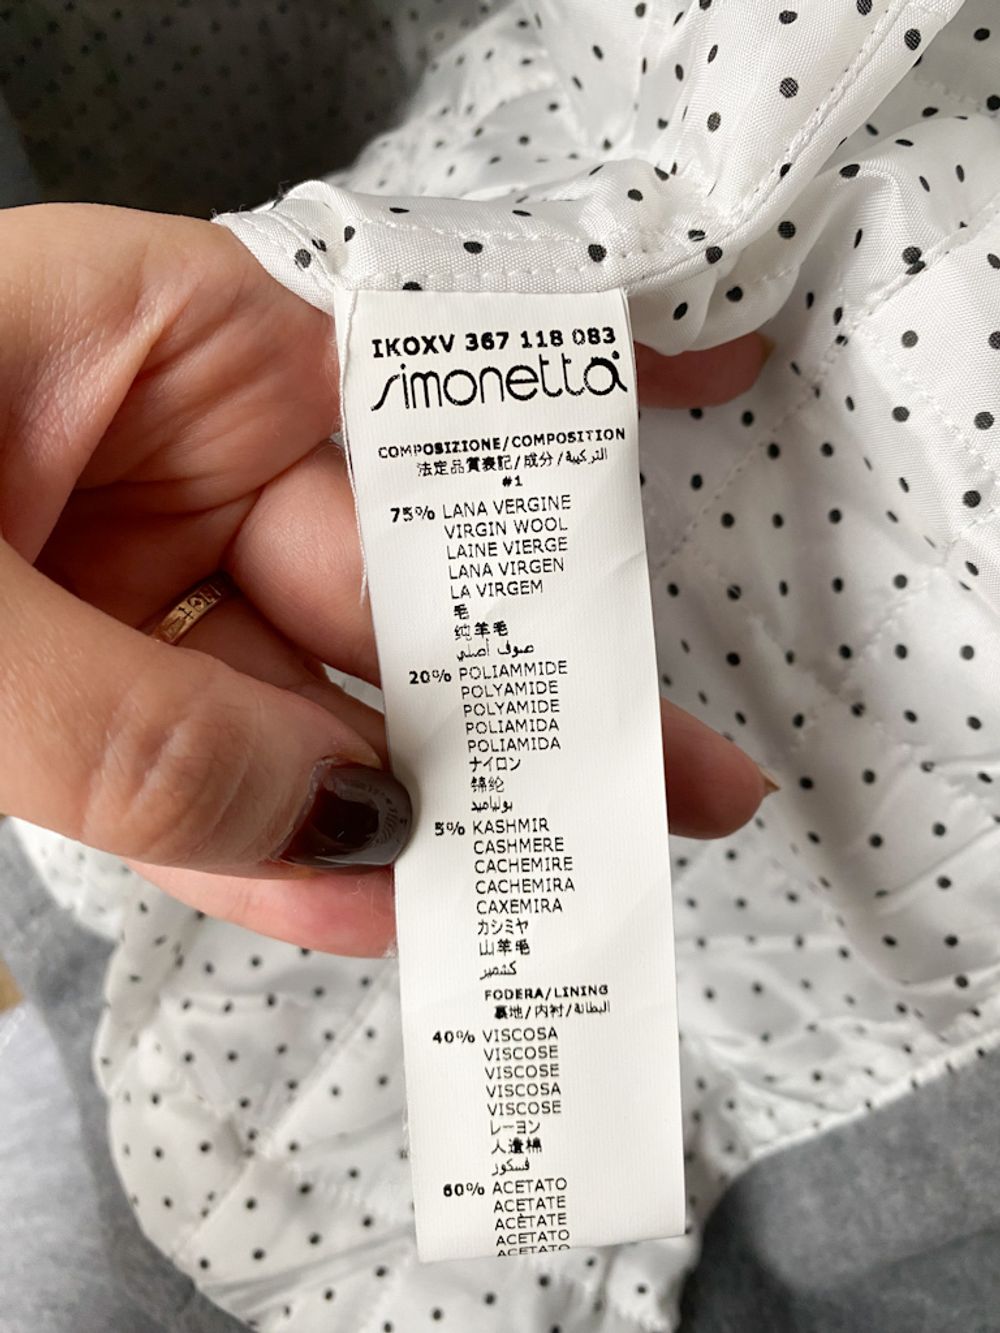 IKOXV 367 118 083
simonetta
COMPOSIZIONE/COMPOSITION
法定品質表記/成分/التركيبة
#1
75% LANA VERGINE
VIRGIN WOOL
LAINE VIERGE
LANA VIRGEN
LA VIRGEM
毛
纯羊毛
صوف أصلي
20% POLIAMMIDE
POLYAMIDE
POLYAMIDE
POLIAMIDA
POLIAMIDA
ナイロン
锦纶
بولياميد
5% KASHMIR
CASHMERE
CACHEMIRE
CACHEMIRA
CAXEMIRA
カシミヤ
山羊毛
كشمير
FODERA/LINING
裏地/内衬/البطانة
40% VISCOSA
VISCOSE
VISCOSE
VISCOSA
VISCOSE
レーヨン
人造棉
فسكوز
60% ACETATO
ACETATE
ACÉTATE
ACETATO
ACETATO